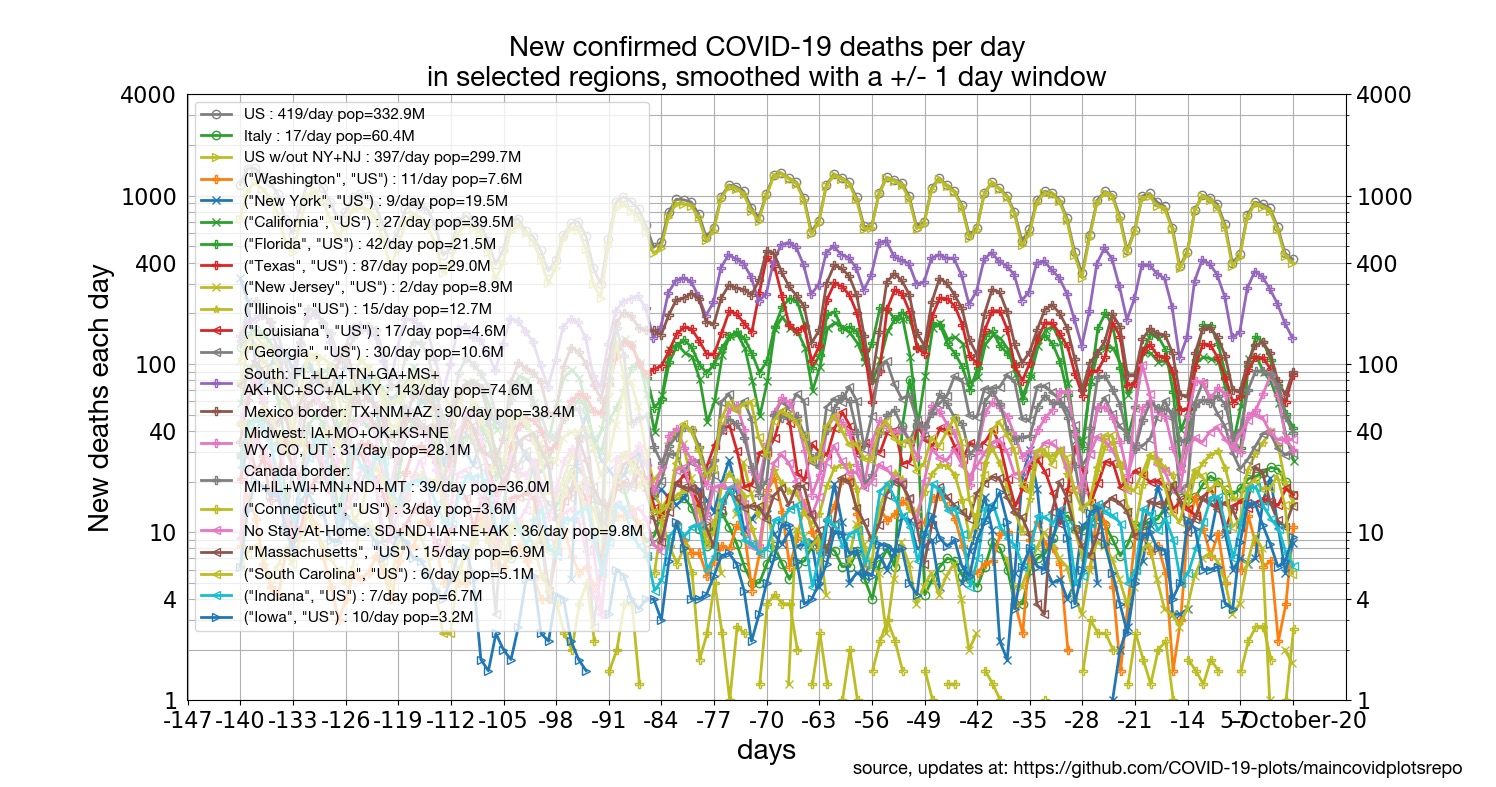 New confirmed COVID-19 deaths per day
in selected regions, smoothed with a +/- 1 day window
4000
1000
400
100
40
10
4
1
New deaths each day
US : 419/day pop=332.9M
Italy : 17/day pop=60.4M
US w/out NY+NJ : 397/day pop=299.7M
("Washington", "US") : 11/day pop=7.6M
("New York", "US") : 9/day pop=19.5M
("California", "US") : 27/day pop=39.5M
("Florida", "US") : 42/day pop=21.5M
("Texas", "US") : 87/day pop=29.0M
("New Jersey", "US") : 2/day pop=8.9M
("Illinois", "US") : 15/day pop=12.7M
("Louisiana", "US") : 17/day pop=4.6M
("Georgia", "US") : 30/day pop=10.6M
South: FL+LA+TN+GA+MS+
AK+NC+SC+AL+KY : 143/day pop=74.6M
Mexico border: TX+NM+AZ : 90/day pop=38.4M
Midwest: IA+MO+OK+KS+NE
WY, CO, UT : 31/day pop=28.1M
Canada border:
MI+IL+WI+MN+ND+MT : 39/day pop=36.0M
("Connecticut", "US") : 3/day pop=3.6M
No Stay-At-Home: SD+ND+IA+NE+AK : 36/day pop=9.8M
("Massachusetts", "US") : 15/day pop=6.9M
("South Carolina", "US") : 6/day pop=5.1M
("Indiana", "US") : 7/day pop=6.7M
("Iowa", "US") : 10/day pop=3.2M
4000
1000
400
100
40
10
4
1
-147 -140 -133 -126 -119 -112 -105 -98 -91 -84 -77 -70 -63 -56 -49 -42 -35 -28 -21 -14 -7 5-October-20
days
source, updates at: https://github.com/COVID-19-plots/maincovidplotsrepo